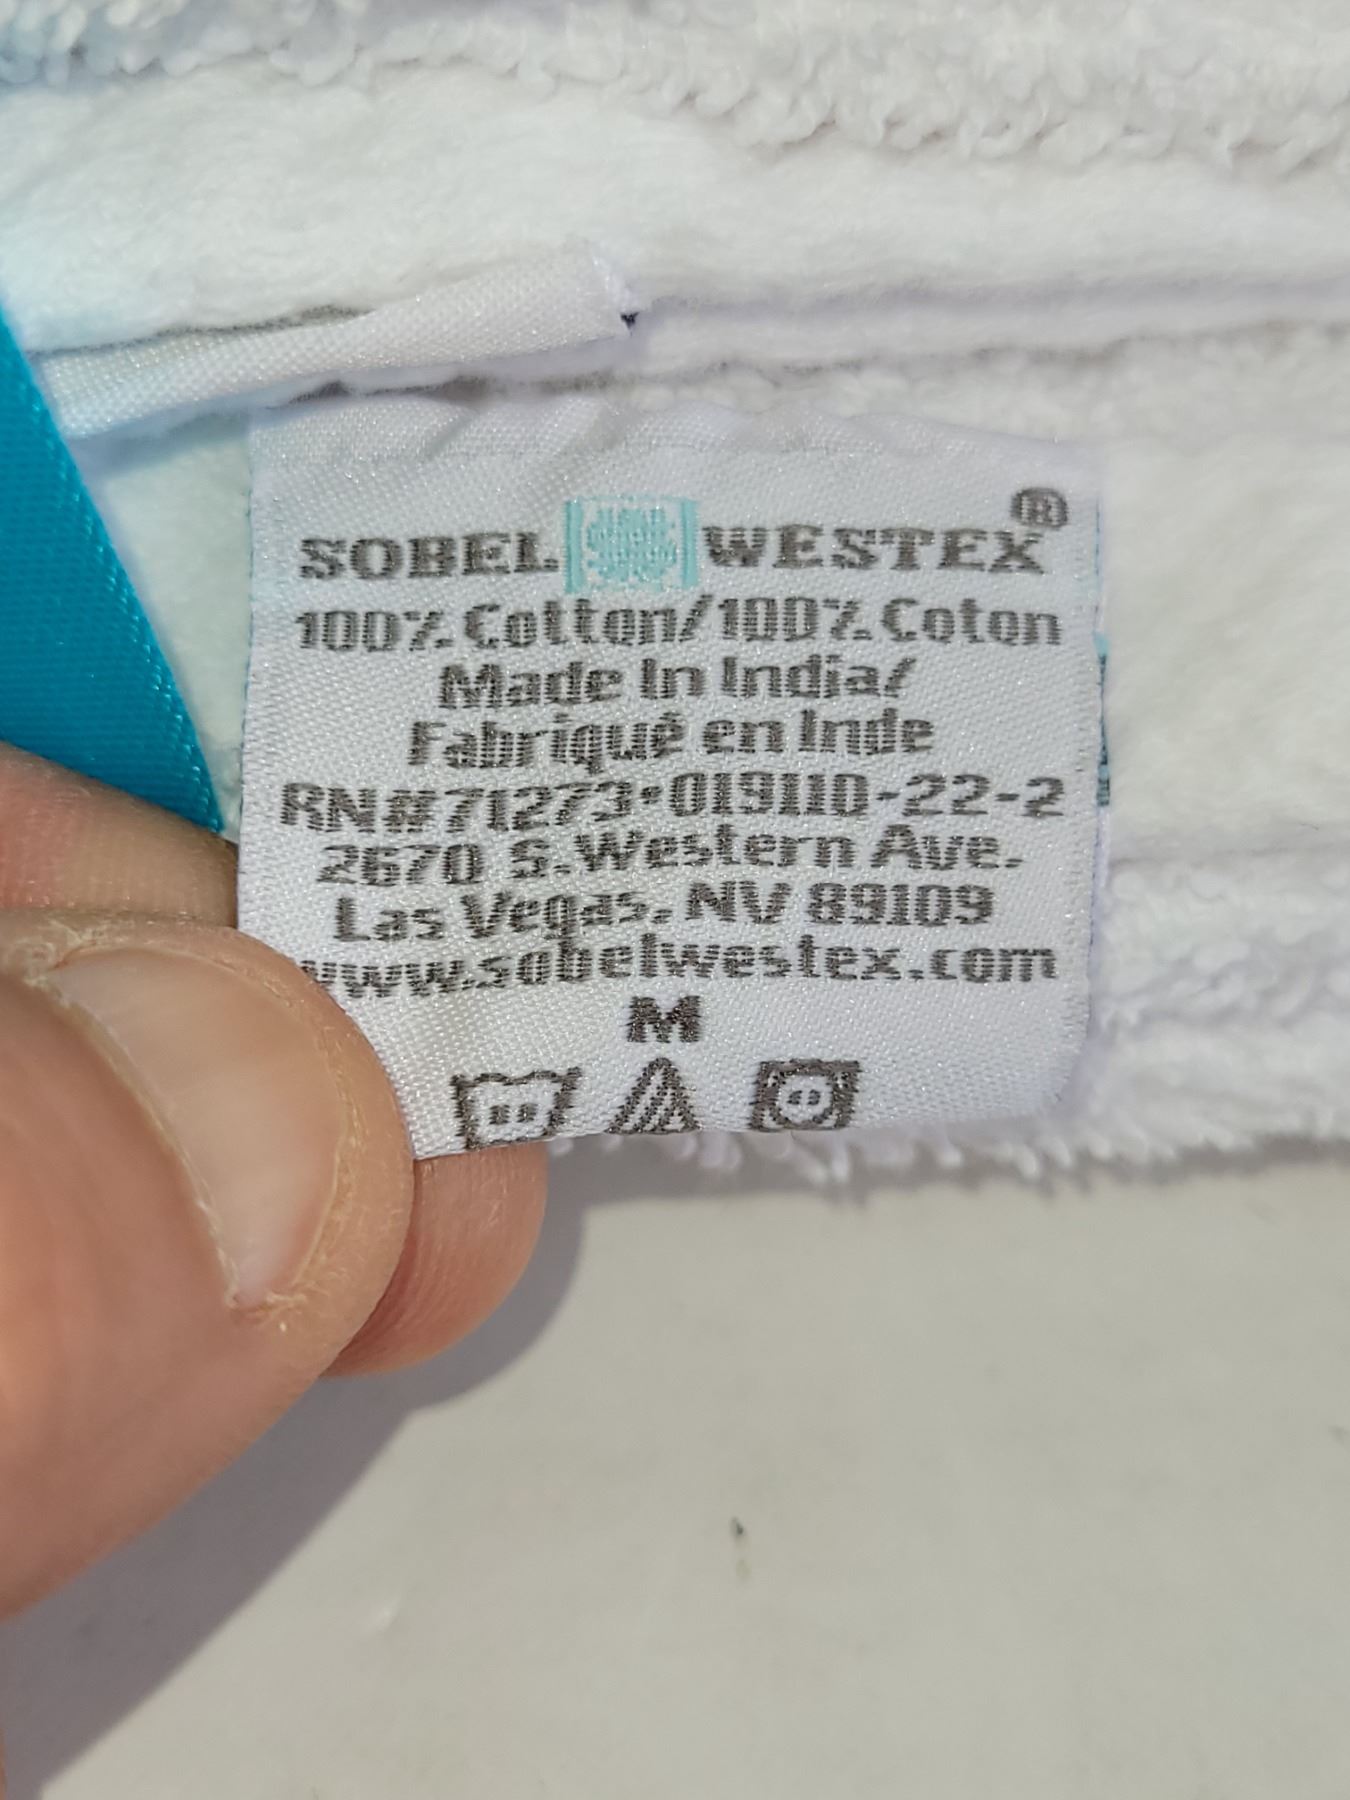 SOBEL WESTEX®
100% Cotton/100% Coton
Made In India/
Fabriqué en Inde
RN#71273·019110-22-2
2670 S. Western Ave.
Las Vegas, NV 89109
www.sobelwestex.com
M